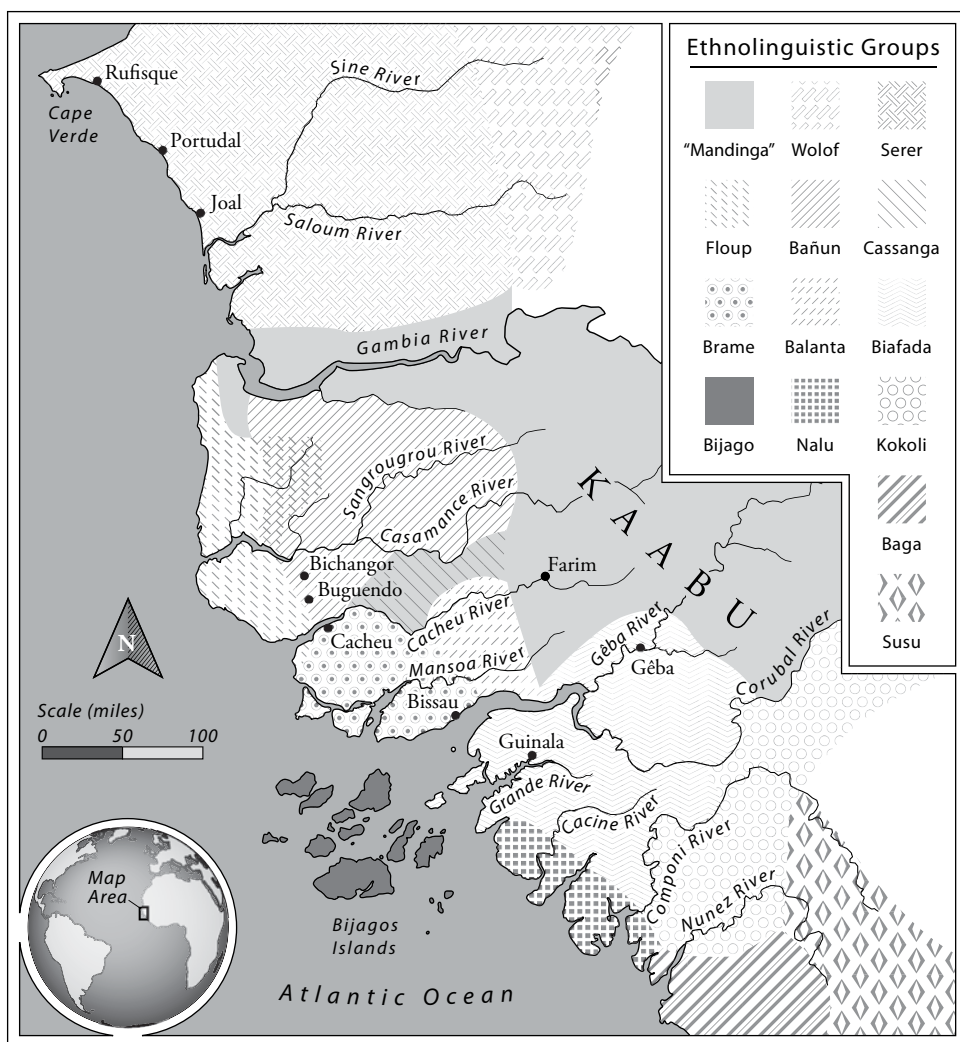 Ethnolinguistic Groups
"Mandinga"
Wolof
Serer
Floup
Bañun
Cassanga
Brame
Balanta
Biafada
Bijago
Nalu
Kokoli
Baga
Susu
Rufisque
Cape
Verde
Portudal
Joal
Sine River
Saloum River
Gambia River
Sangrougrou River
Casamance River
KAABU
Bichangor
Buguendo
Farim
Cacheu
Cacheu River
Mansoa River
Gêba River
Gêba
Corubal River
Bissau
Guinala
Grande River
Cacine River
Componi River
Nunez River
N
Scale (miles)
0 50 100
Map
Area
Bijagos
Islands
Atlantic Ocean